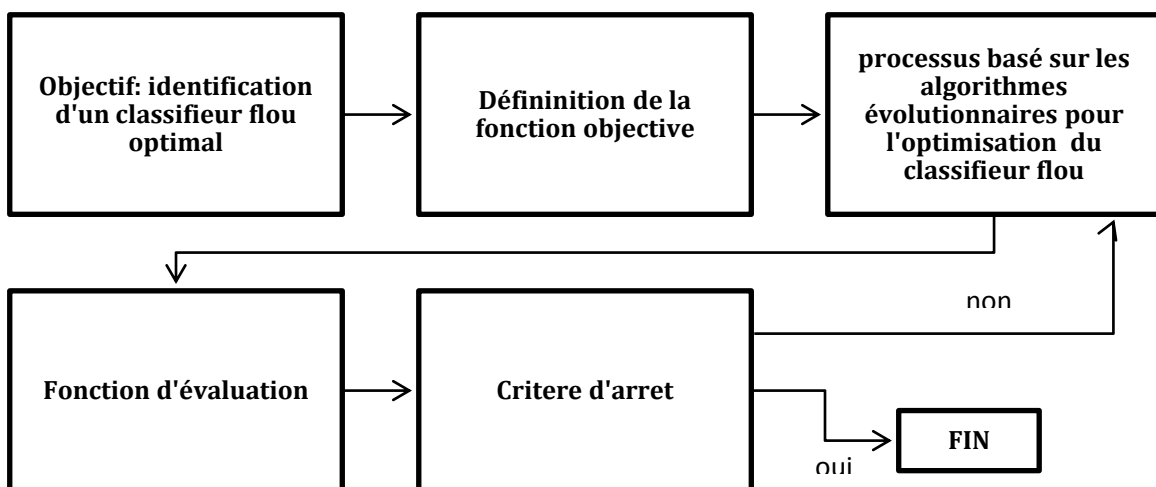 Objectif: identification
d'un classifieur flou
optimal
Défininition de la
fonction objective
processus basé sur les
algorithmes
évolutionnaires pour
l'optimisation du
classifieur flou
Fonction d'évaluation
Critere d'arret
non
oui
FIN